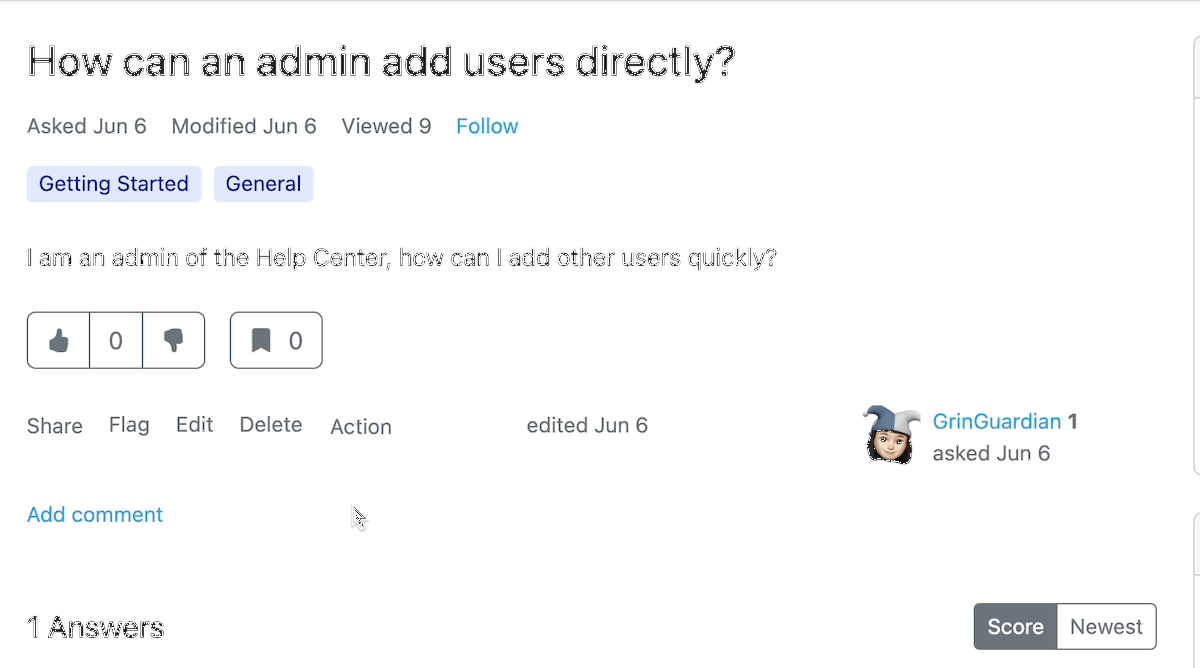 How can an admin add users directly?
Asked Jun 6 Modified Jun 6 Viewed 9 Follow
Getting Started General
I am an admin of the Help Center, how can I add other users quickly?
0 0
Share Flag Edit Delete Action edited Jun 6 GrinGuardian 1
asked Jun 6
Add comment
1 Answers Score Newest